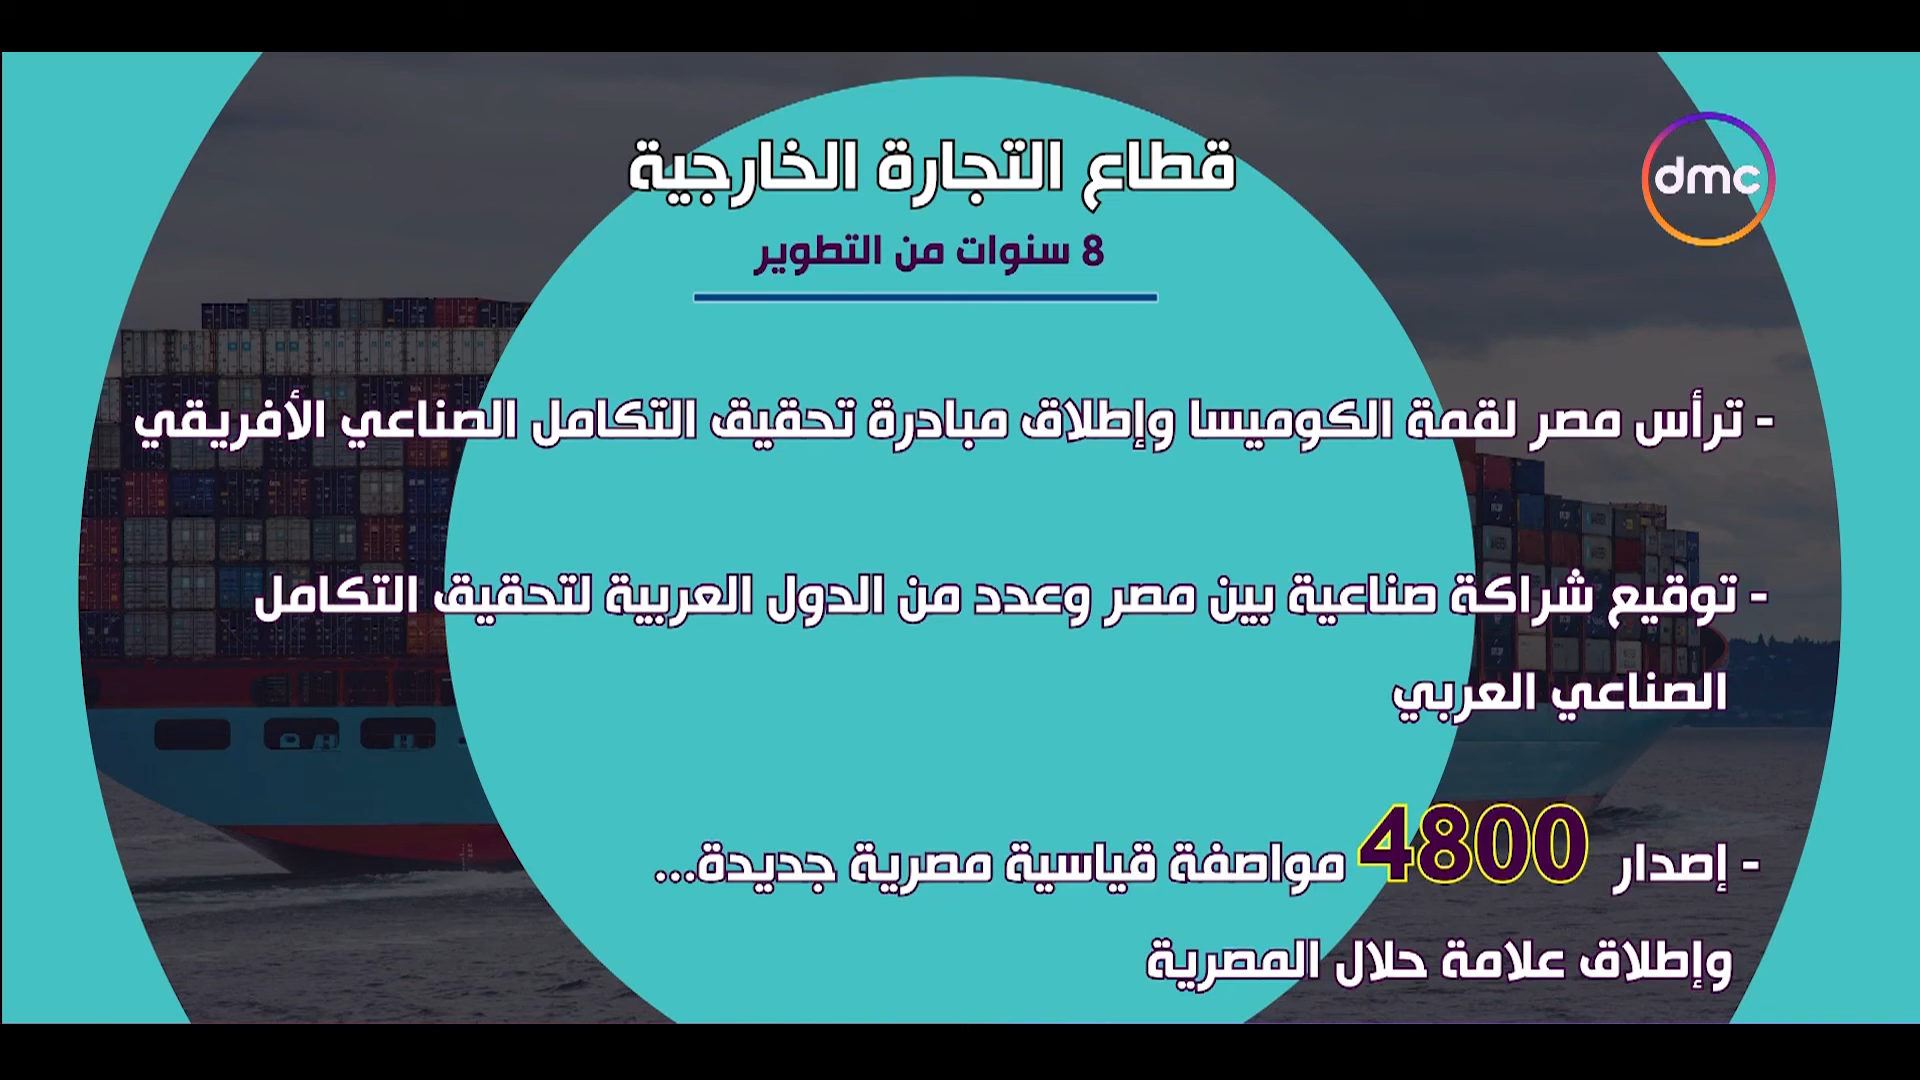 dmc
قطاع التجارة الخارجية
8 سنوات من التطوير
- ترأس مصر لقمة الكوميسا وإطلاق مبادرة تحقيق التكامل الصناعي الأفريقي
- توقيع شراكة صناعية بين مصر وعدد من الدول العربية لتحقيق التكامل
الصناعي العربي
- إصدار 4800 مواصفة قياسية مصرية جديدة...
وإطلاق علامة حلال المصرية